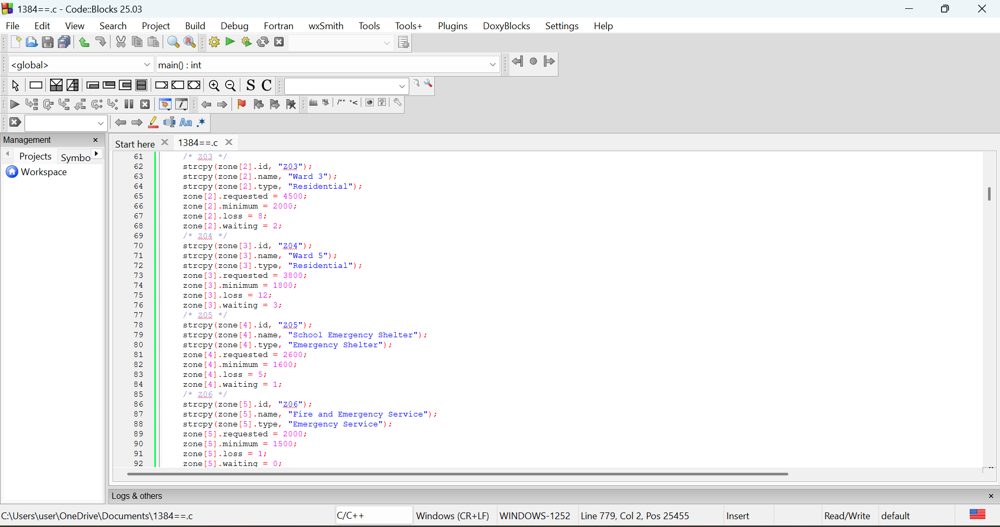 1384==.c - Code::Blocks 25.03
File Edit View Search Project Build Debug Fortran wxSmith Tools Tools+ Plugins DoxyBlocks Settings Help
<global> main() : int
S C
/** *<
Aa .*
Management
Start here 1384==.c
Projects Symbo
Workspace
61 /* Z03 */
62 strcpy(zone[2].id, "Z03");
63 strcpy(zone[2].name, "Ward 3");
64 strcpy(zone[2].type, "Residential");
65 zone[2].requested = 4500;
66 zone[2].minimum = 2000;
67 zone[2].loss = 8;
68 zone[2].waiting = 2;
69 /* Z04 */
70 strcpy(zone[3].id, "Z04");
71 strcpy(zone[3].name, "Ward 5");
72 strcpy(zone[3].type, "Residential");
73 zone[3].requested = 3800;
74 zone[3].minimum = 1800;
75 zone[3].loss = 12;
76 zone[3].waiting = 3;
77 /* Z05 */
78 strcpy(zone[4].id, "Z05");
79 strcpy(zone[4].name, "School Emergency Shelter");
80 strcpy(zone[4].type, "Emergency Shelter");
81 zone[4].requested = 2600;
82 zone[4].minimum = 1600;
83 zone[4].loss = 5;
84 zone[4].waiting = 1;
85 /* Z06 */
86 strcpy(zone[5].id, "Z06");
87 strcpy(zone[5].name, "Fire and Emergency Service");
88 strcpy(zone[5].type, "Emergency Service");
89 zone[5].requested = 2000;
90 zone[5].minimum = 1500;
91 zone[5].loss = 1;
92 zone[5].waiting = 0;
Logs & others
C:\Users\user\OneDrive\Documents\1384==.c C/C++ Windows (CR+LF) WINDOWS-1252 Line 779, Col 2, Pos 25455 Insert Read/Write default